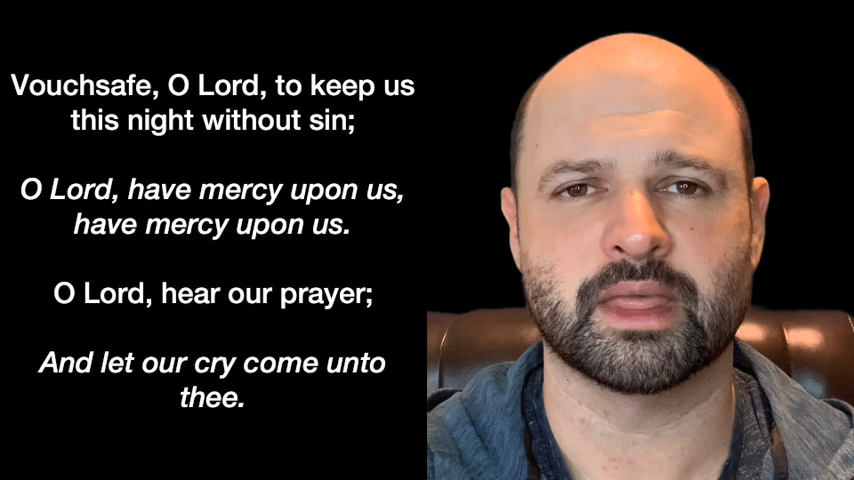 Vouchsafe, O Lord, to keep us
this night without sin;
O Lord, have mercy upon us,
have mercy upon us.
O Lord, hear our prayer;
And let our cry come unto
thee.